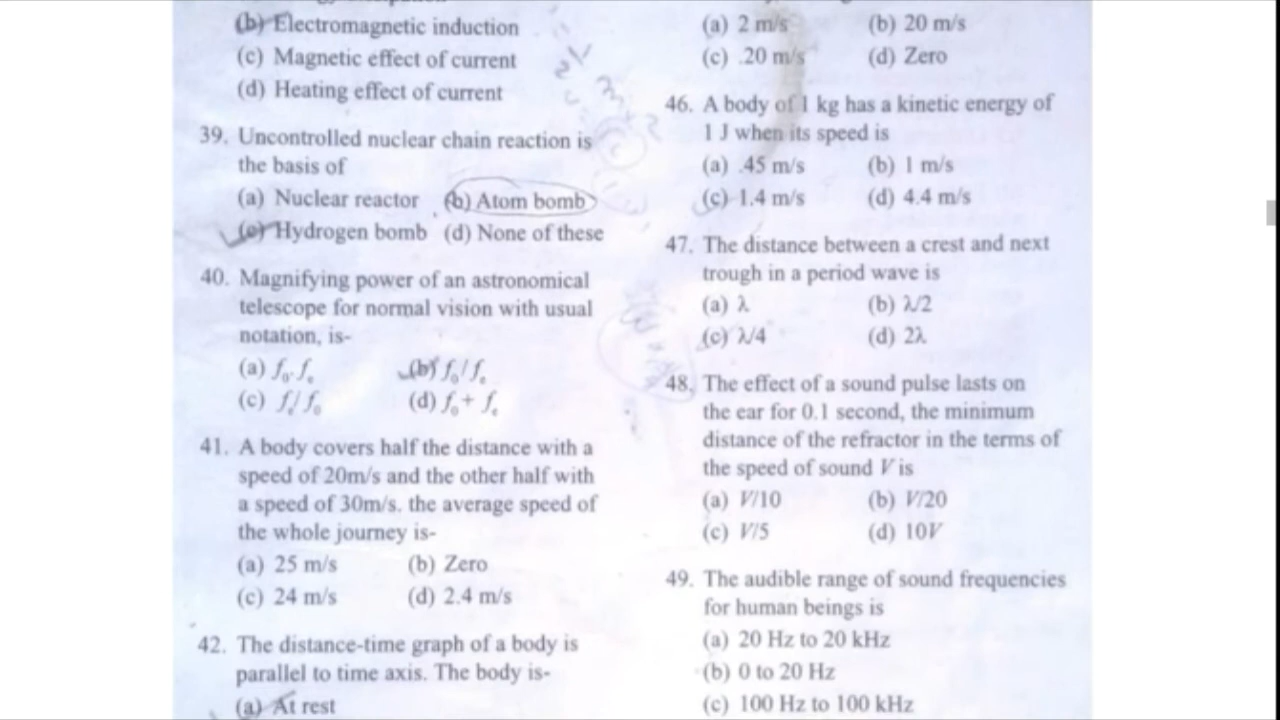 (b) Electromagnetic induction
(c) Magnetic effect of current
(d) Heating effect of current
39. Uncontrolled nuclear chain reaction is
the basis of
(a) Nuclear reactor (b) Atom bomb
(c) Hydrogen bomb (d) None of these
40. Magnifying power of an astronomical
telescope for normal vision with usual
notation, is-
(a) f₀.fₑ (b) f₀/fₑ
(c) fₑ/f₀ (d) f₀+ fₑ
41. A body covers half the distance with a
speed of 20m/s and the other half with
a speed of 30m/s. the average speed of
the whole journey is-
(a) 25 m/s (b) Zero
(c) 24 m/s (d) 2.4 m/s
42. The distance-time graph of a body is
parallel to time axis. The body is-
(a) At rest
(a) 2 m/s (b) 20 m/s
(c) .20 m/s (d) Zero
46. A body of 1 kg has a kinetic energy of
1 J when its speed is
(a) .45 m/s (b) 1 m/s
(c) 1.4 m/s (d) 4.4 m/s
47. The distance between a crest and next
trough in a period wave is
(a) λ (b) λ/2
(c) λ/4 (d) 2λ
48. The effect of a sound pulse lasts on
the ear for 0.1 second, the minimum
distance of the refractor in the terms of
the speed of sound V is
(a) V/10 (b) V/20
(c) V/5 (d) 10V
49. The audible range of sound frequencies
for human beings is
(a) 20 Hz to 20 kHz
(b) 0 to 20 Hz
(c) 100 Hz to 100 kHz